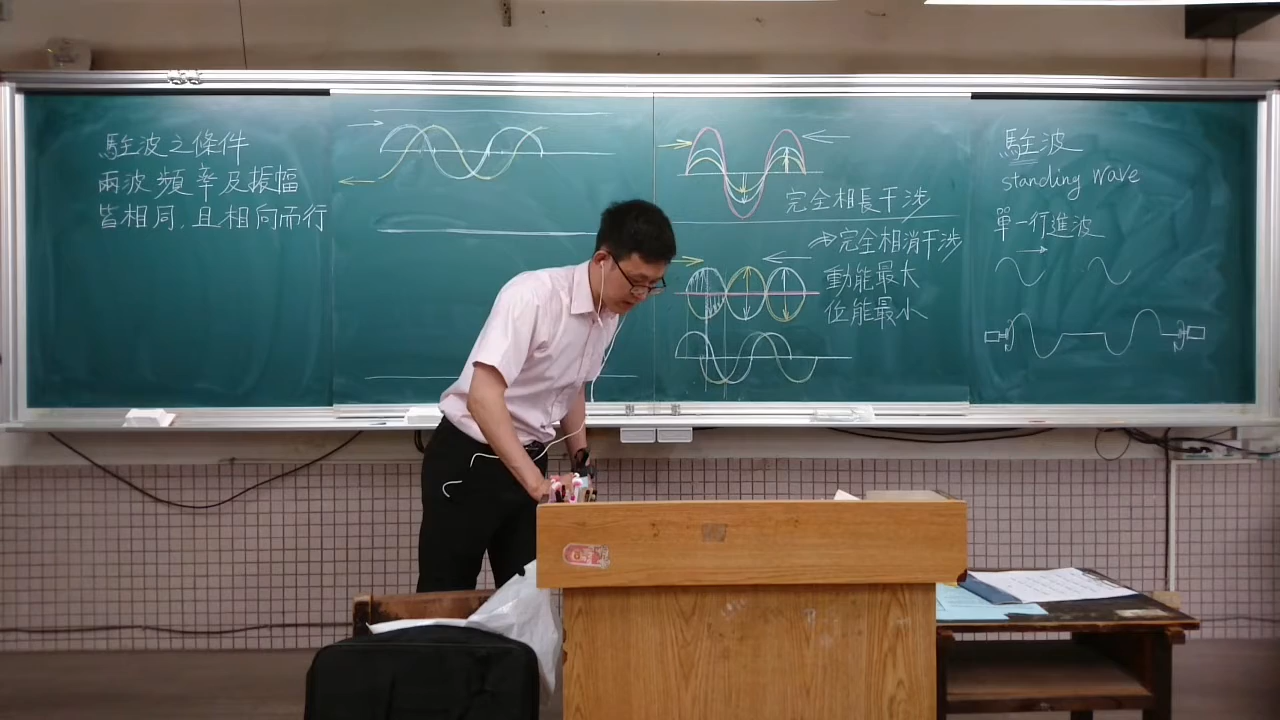 駐波之條件
兩波頻率及振幅
皆相同,且相向而行
完全相長干涉
完全相消干涉
動能最大
位能最小
駐波
standing wave
單一行進波